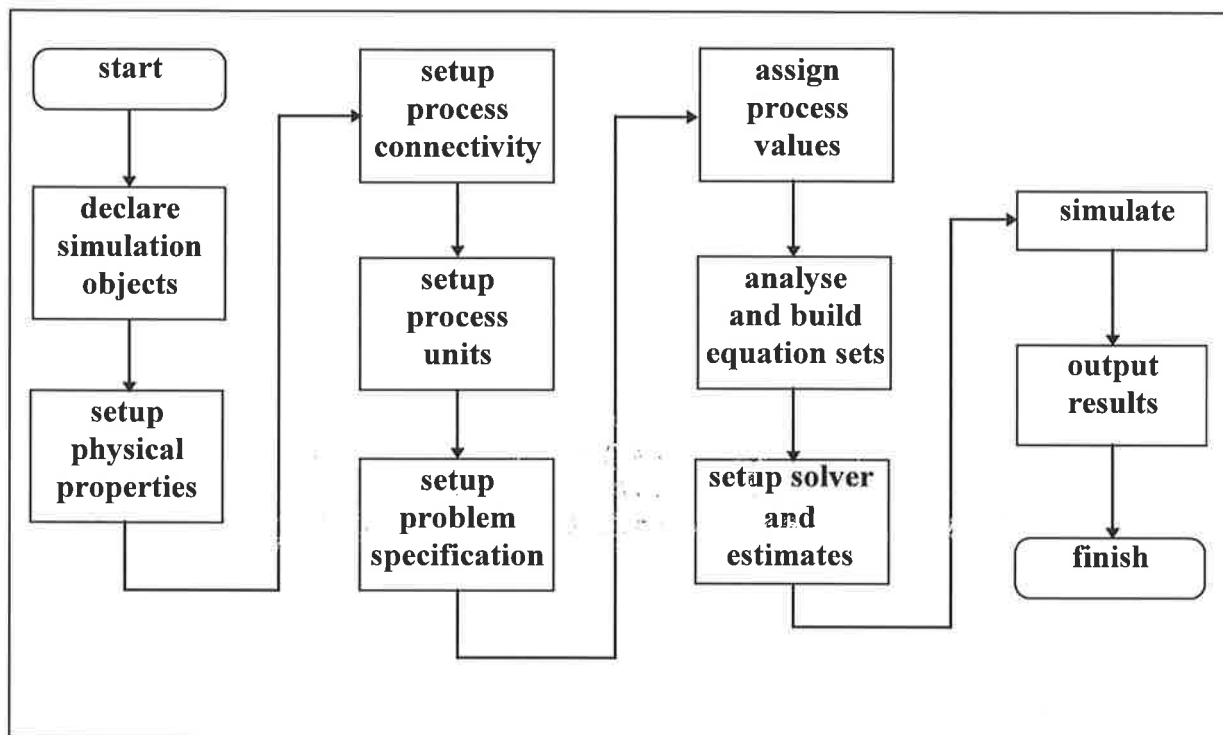 start
declare
simulation
objects
setup
physical
properties
setup
process
connectivity
setup
process
units
setup
problem
specification
assign
process
values
analyse
and build
equation sets
setup solver
and
estimates
simulate
output
results
finish